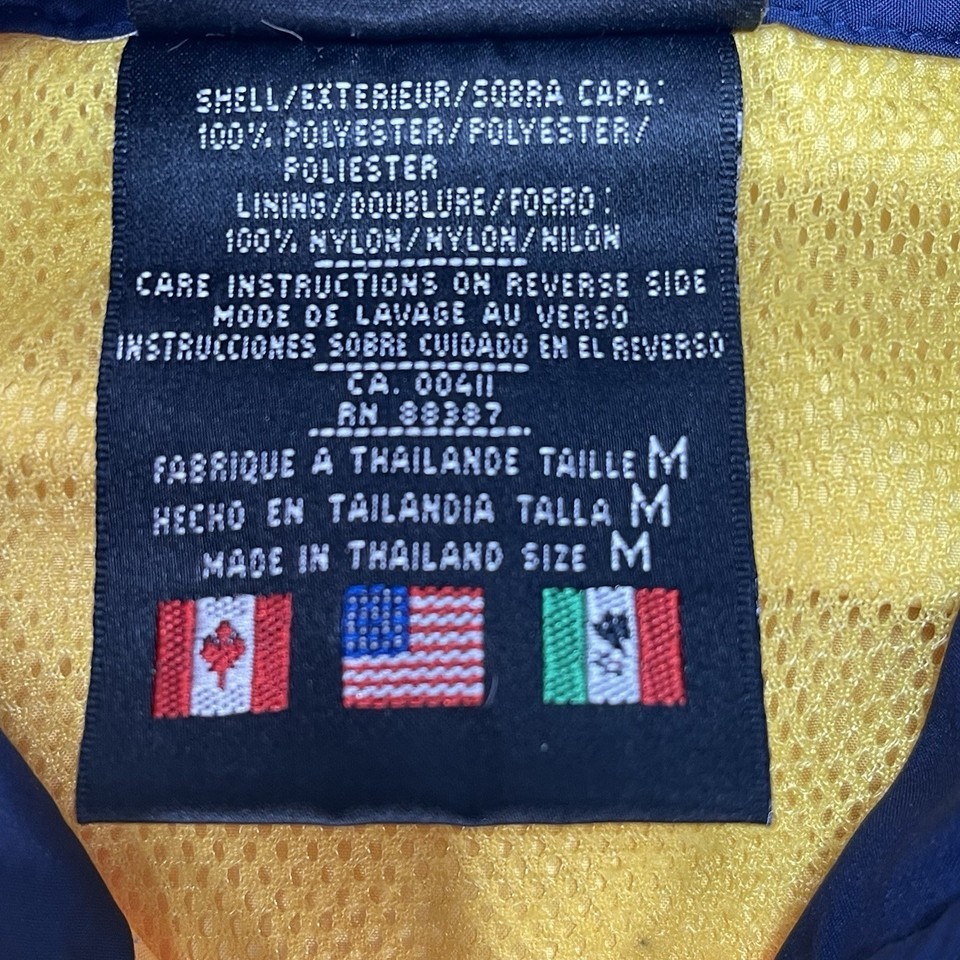 SHELL/EXTERIEUR/SOBRA CAPA:
100% POLYESTER/POLYESTER/
POLIESTER
LINING/DOUBLURE/FORRO:
100% NYLON/NYLON/NILON
CARE INSTRUCTIONS ON REVERSE SIDE
MODE DE LAVAGE AU VERSO
INSTRUCCIONES SOBRE CUIDADO EN EL REVERSO
CA. 00411
RN 88387
FABRIQUE A THAILANDE TAILLE M
HECHO EN TAILANDIA TALLA M
MADE IN THAILAND SIZE M